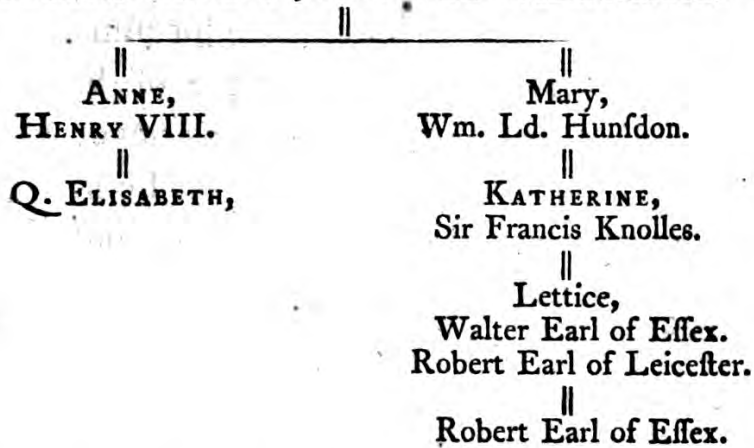 ANNE,
HENRY VIII.
Q. ELISABETH,
Mary,
Wm. Ld. Hunſdon.
KATHERINE,
Sir Francis Knolles.
Lettice,
Walter Earl of Eſſex.
Robert Earl of Leiceſter.
Robert Earl of Eſſex.